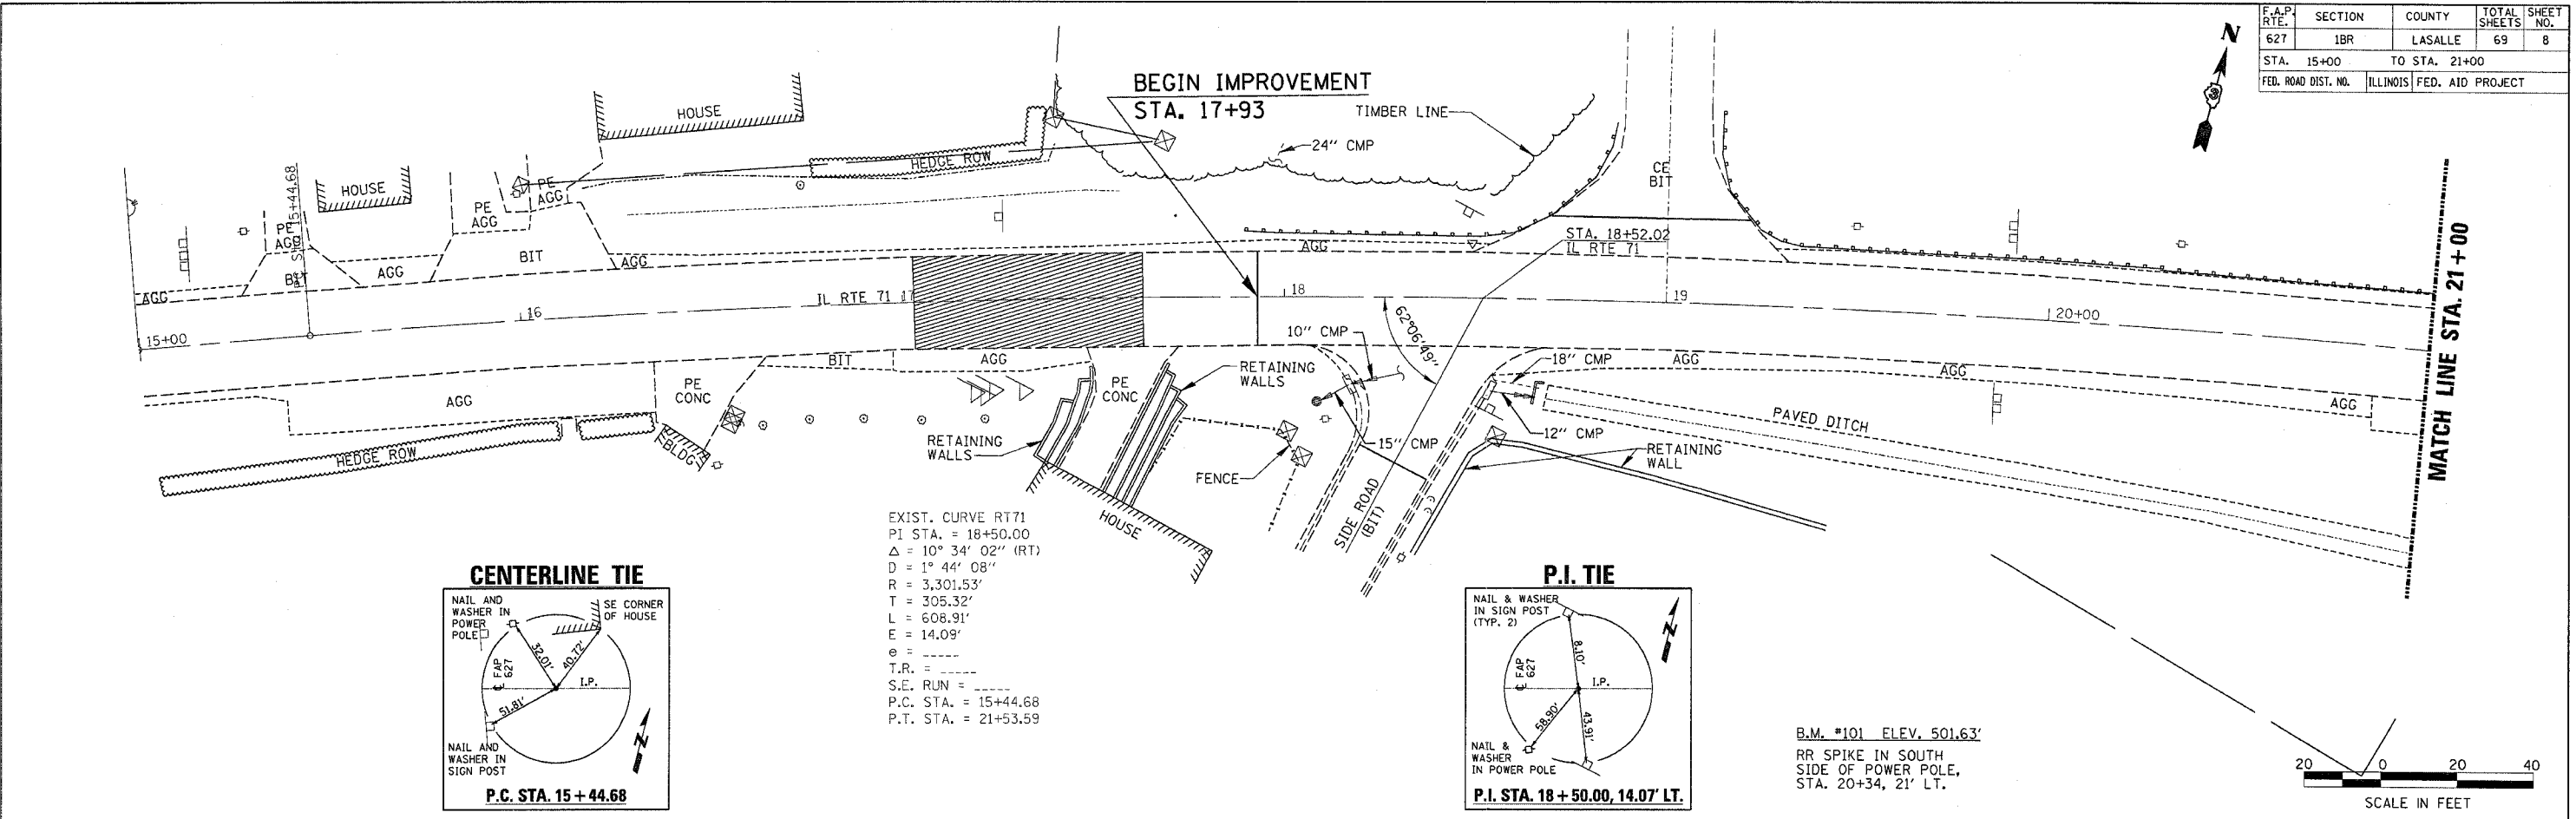 F.A.P. RTE. SECTION COUNTY TOTAL SHEETS SHEET NO.
627 1BR LASALLE 69 8
STA. 15+00 TO STA. 21+00
FED. ROAD DIST. NO. ILLINOIS FED. AID PROJECT
N
BEGIN IMPROVEMENT
STA. 17+93
TIMBER LINE
24" CMP
HOUSE
HEDGE ROW
HOUSE
PE
AGG
PE
AGG
PE
AGG
STA. 18+52.02
IL RTE 71
CE
BIT
AGG
BIT
AGG
BIT
AGG
AGG
15+44.68
15+00
16
IL RTE 71 17
18
19
20+00
MATCH LINE STA. 21+00
62°06'49"
10" CMP
RETAINING
WALLS
18" CMP
AGG
AGG
AGG
BIT
AGG
PE
CONC
PE
CONC
AGG
HEDGE ROW
BLDG
RETAINING
WALLS
FENCE
15" CMP
12" CMP
PAVED DITCH
RETAINING
WALL
SIDE ROAD
(BIT)
HOUSE
EXIST. CURVE RT71
PI STA. = 18+50.00
Δ = 10° 34' 02" (RT)
D = 1° 44' 08"
R = 3,301.53'
T = 305.32'
L = 608.91'
E = 14.09'
e = _____
T.R. = _____
S.E. RUN = _____
P.C. STA. = 15+44.68
P.T. STA. = 21+53.59
CENTERLINE TIE
NAIL AND
WASHER IN
POWER
POLE
SE CORNER
OF HOUSE
32.01'
40.72'
℄ FAP
627
I.P.
51.81'
NAIL AND
WASHER IN
SIGN POST
N
P.C. STA. 15+44.68
P.I. TIE
NAIL & WASHER
IN SIGN POST
(TYP. 2)
8.10'
℄ FAP
627
I.P.
58.90'
43.91'
NAIL &
WASHER
IN POWER POLE
N
P.I. STA. 18+50.00, 14.07' LT.
B.M. #101 ELEV. 501.63'
RR SPIKE IN SOUTH
SIDE OF POWER POLE,
STA. 20+34, 21' LT.
20 0 20 40
SCALE IN FEET